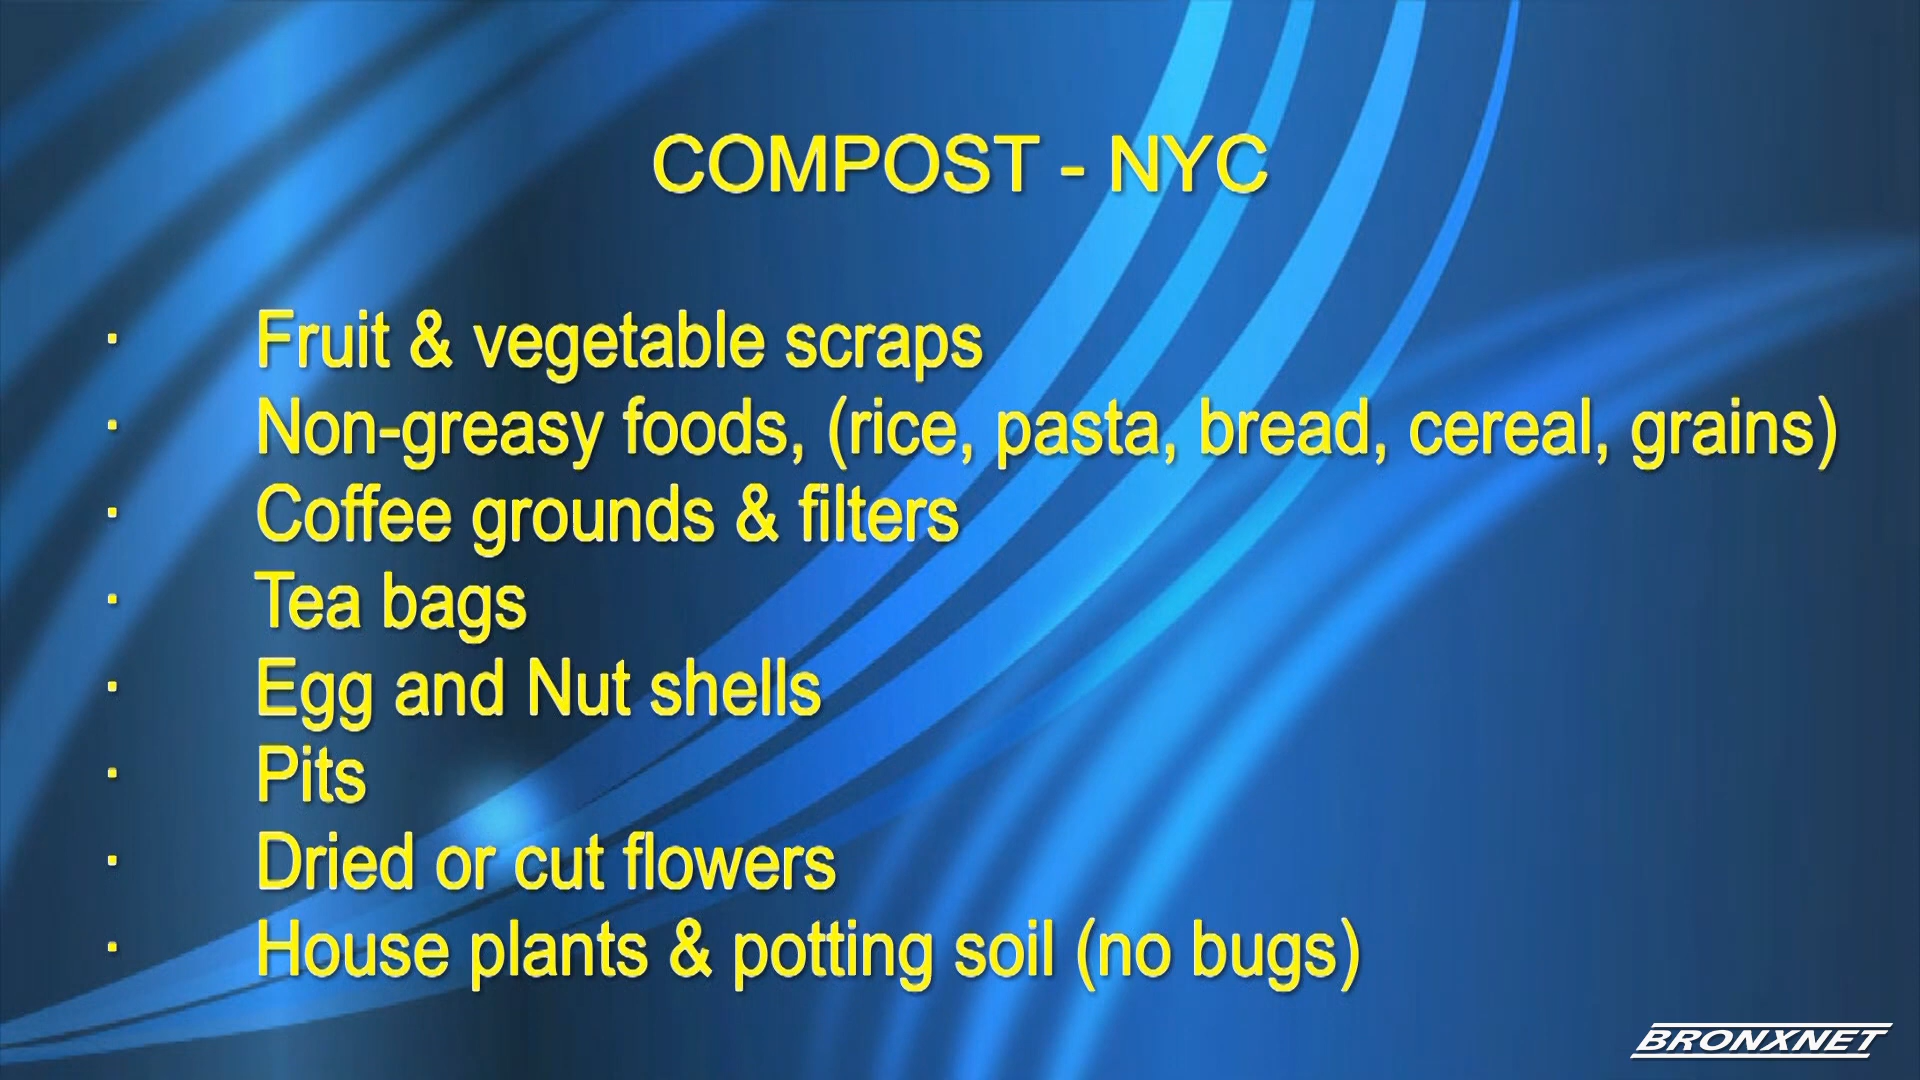 COMPOST - NYC
· Fruit & vegetable scraps
· Non-greasy foods, (rice, pasta, bread, cereal, grains)
· Coffee grounds & filters
· Tea bags
· Egg and Nut shells
· Pits
· Dried or cut flowers
· House plants & potting soil (no bugs)
BRONXNET